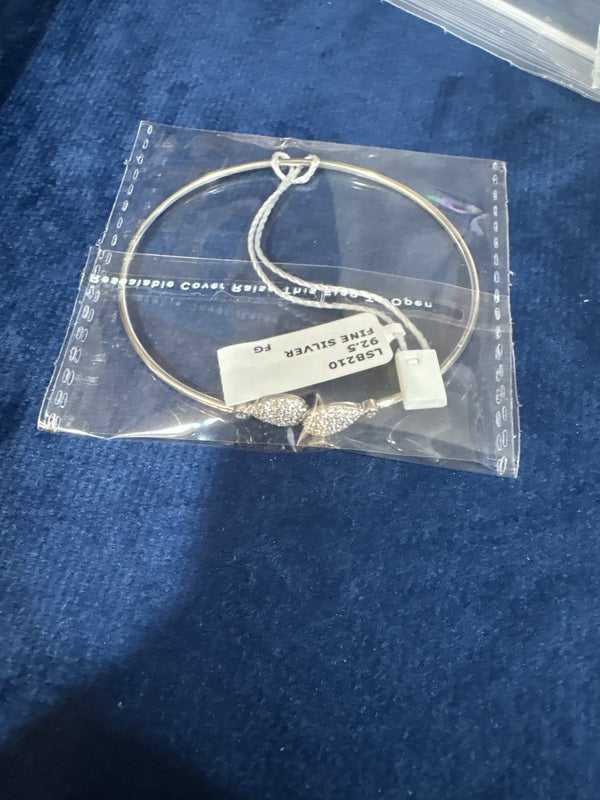 Resealable Cover Raise This Flap To Open
LSB210
92.5
FINE SILVER
FG